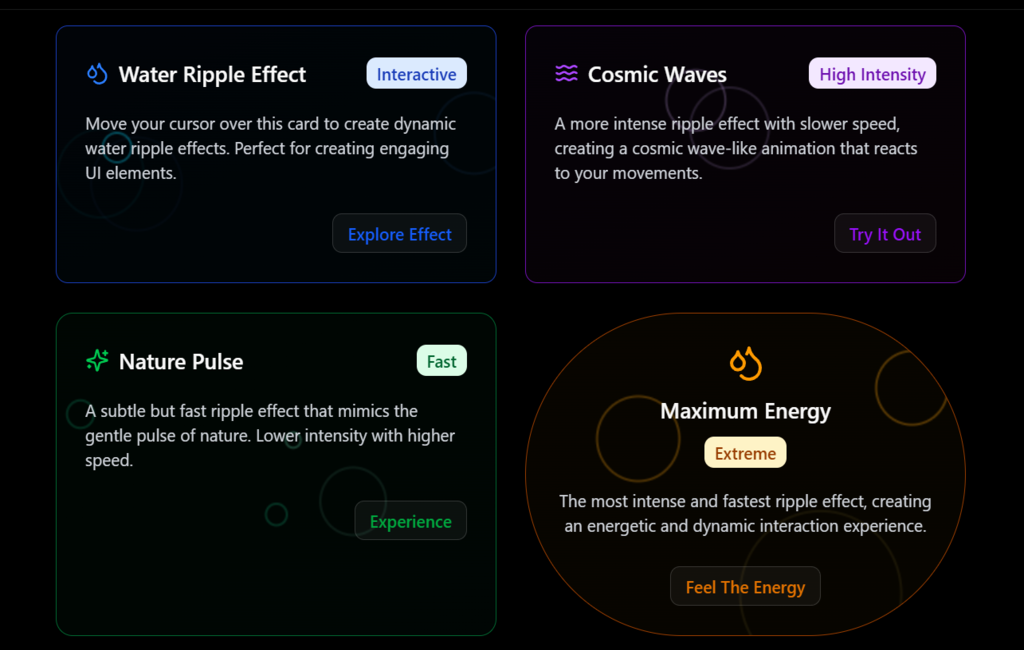 Water Ripple Effect
Interactive
Move your cursor over this card to create dynamic
water ripple effects. Perfect for creating engaging
UI elements.
Explore Effect
Cosmic Waves
High Intensity
A more intense ripple effect with slower speed,
creating a cosmic wave-like animation that reacts
to your movements.
Try It Out
Nature Pulse
Fast
A subtle but fast ripple effect that mimics the
gentle pulse of nature. Lower intensity with higher
speed.
Experience
Maximum Energy
Extreme
The most intense and fastest ripple effect, creating
an energetic and dynamic interaction experience.
Feel The Energy